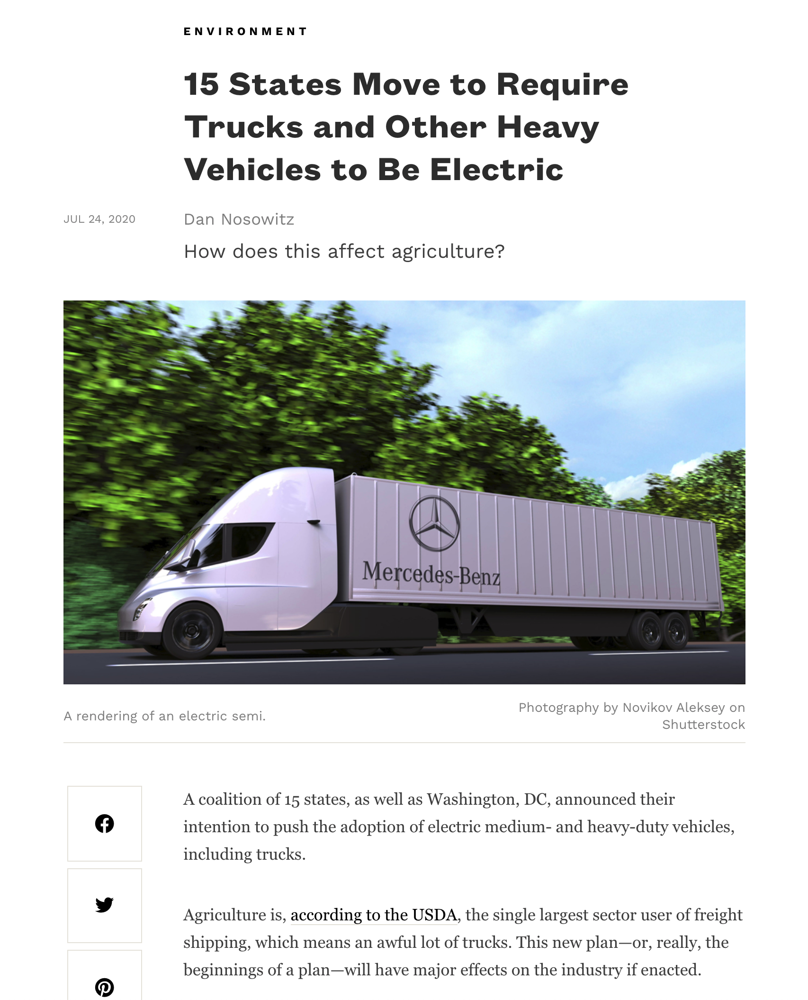 ENVIRONMENT
15 States Move to Require
Trucks and Other Heavy
Vehicles to Be Electric
JUL 24, 2020
Dan Nosowitz
How does this affect agriculture?
Mercedes-Benz
A rendering of an electric semi.
Photography by Novikov Aleksey on
Shutterstock
A coalition of 15 states, as well as Washington, DC, announced their
intention to push the adoption of electric medium- and heavy-duty vehicles,
including trucks.
Agriculture is, according to the USDA, the single largest sector user of freight
shipping, which means an awful lot of trucks. This new plan—or, really, the
beginnings of a plan—will have major effects on the industry if enacted.